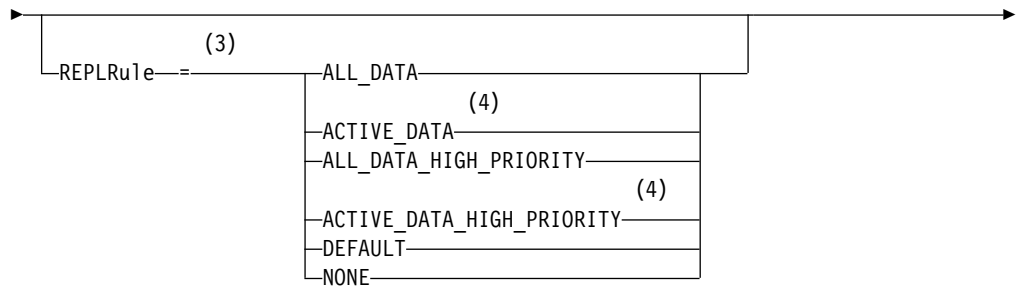 (3)
REPLRule = ALL_DATA
(4)
ACTIVE_DATA
ALL_DATA_HIGH_PRIORITY
(4)
ACTIVE_DATA_HIGH_PRIORITY
DEFAULT
NONE